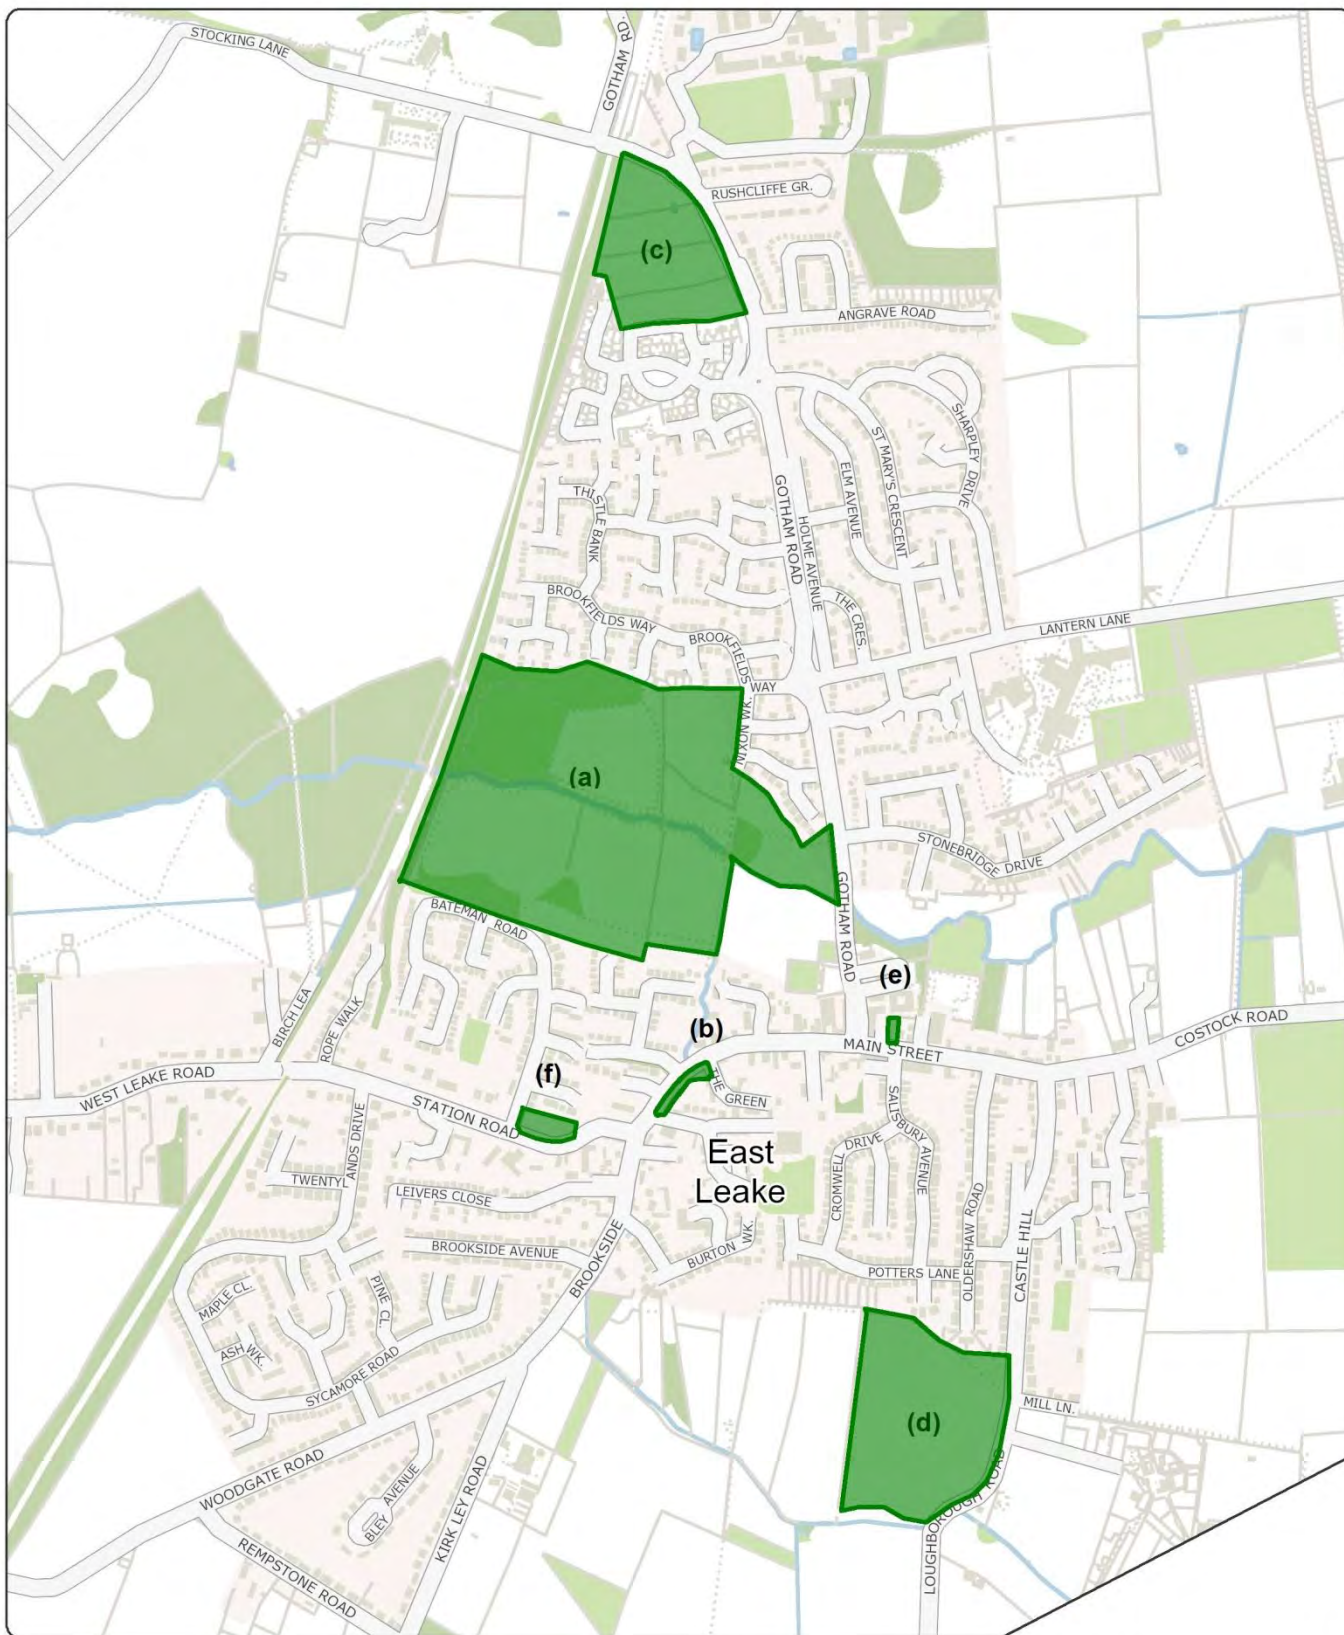 STOCKING LANE
GOTHAM RD.
RUSHCLIFFE GR.
(c)
ANGRAVE ROAD
SHARPLEY DRIVE
ST MARY'S CRESCENT
ELM AVENUE
GOTHAM ROAD
HOLME AVENUE
THISTLE BANK
THE CRES.
BROOKFIELDS WAY
BROOKFIELDS WAY
LANTERN LANE
NIXON WK.
(a)
STONEBRIDGE DRIVE
GOTHAM ROAD
BATEMAN ROAD
(e)
BIRCH LEA
ROPE WALK
(b)
MAIN STREET
COSTOCK ROAD
WEST LEAKE ROAD
(f)
THE GREEN
STATION ROAD
SALISBURY AVENUE
CROMWELL DRIVE
East
Leake
TWENTYL
ANDS DRIVE
LEIVERS CLOSE
OLDERSHAW ROAD
CASTLE HILL
BROOKSIDE
BURTON WK.
BROOKSIDE AVENUE
POTTERS LANE
MAPLE CL.
PINE CL.
ASH WK.
SYCAMORE ROAD
MILL LN.
(d)
WOODGATE ROAD
BLEY AVENUE
KIRK LEY ROAD
LOUGHBOROUGH ROAD
REMPSTONE ROAD